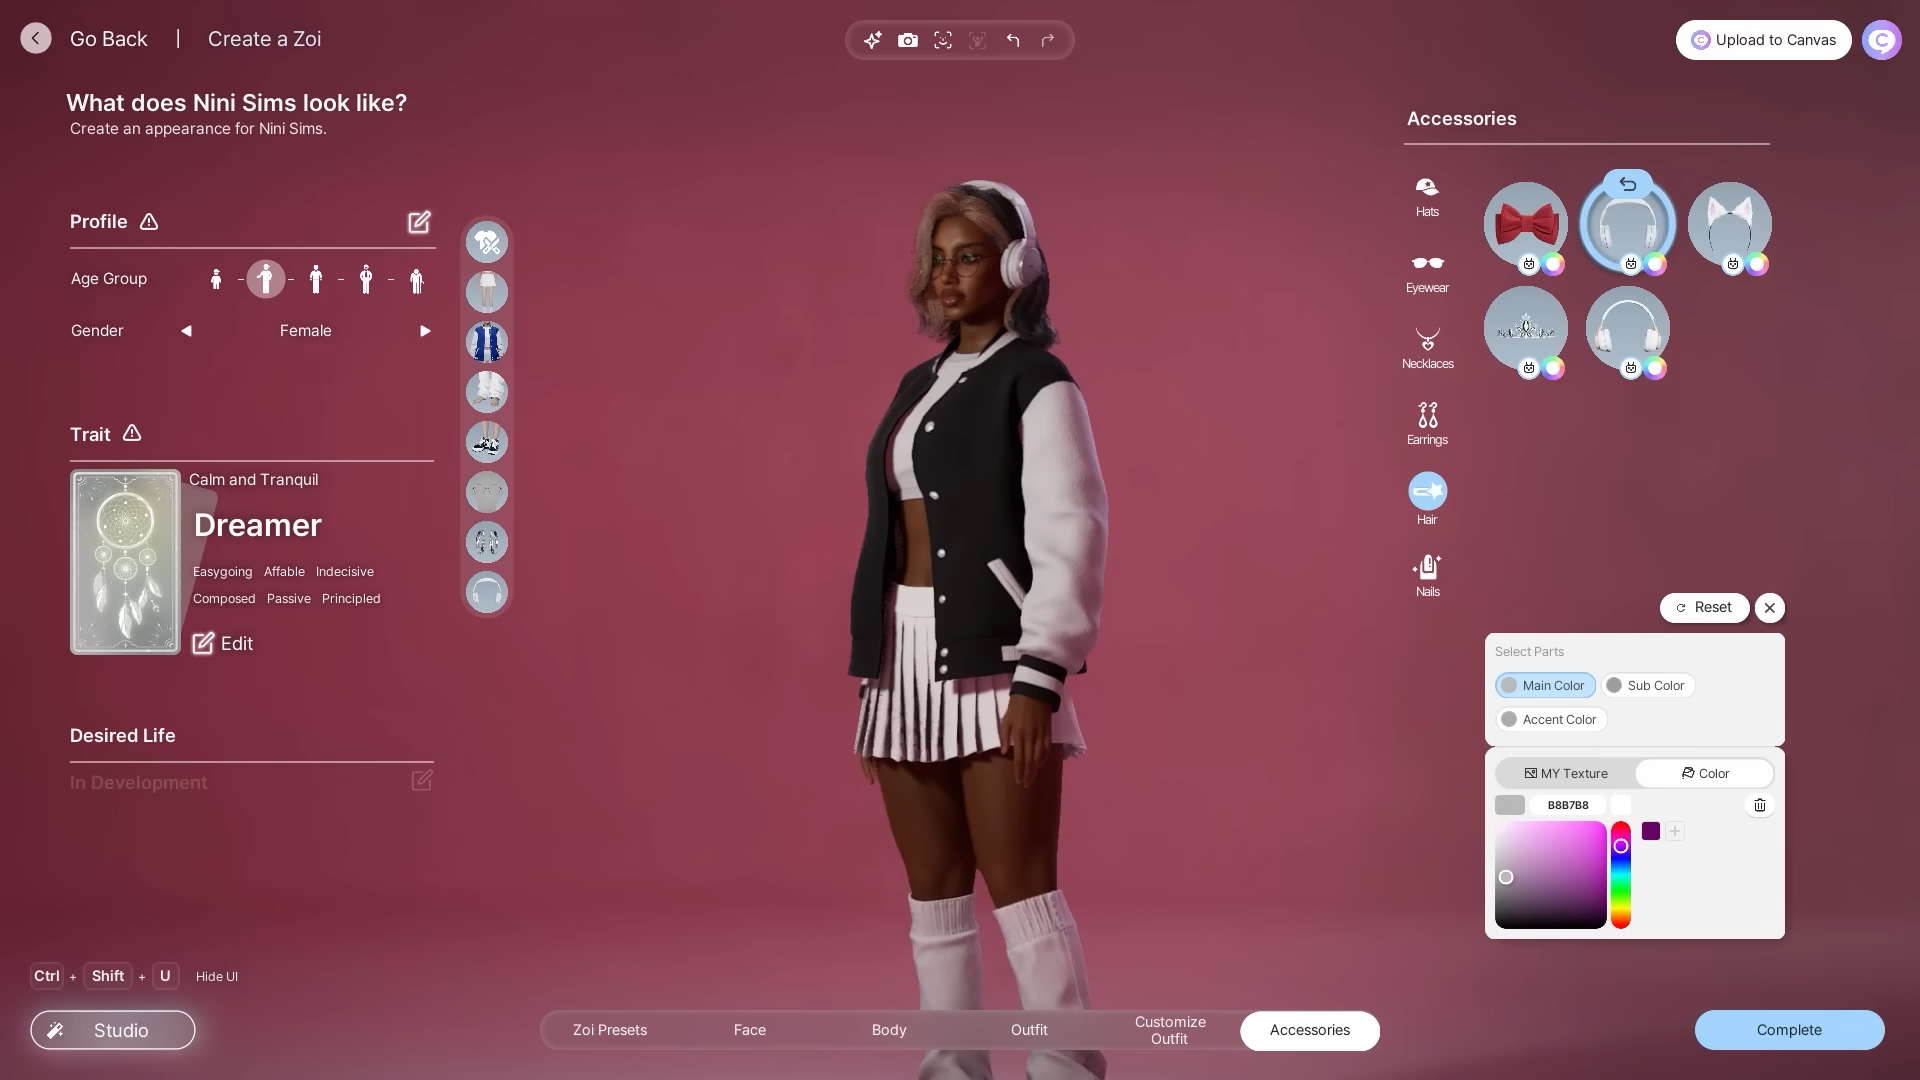 Go Back | Create a Zoi
Upload to Canvas
What does Nini Sims look like?
Create an appearance for Nini Sims.
Profile
Age Group
Gender
Female
Trait
Calm and Tranquil
Dreamer
Easygoing Affable Indecisive
Composed Passive Principled
Edit
Desired Life
In Development
Ctrl + Shift + U Hide UI
Studio
Zoi Presets
Face
Body
Outfit
Customize
Outfit
Accessories
Accessories
Hats
Eyewear
Necklaces
Earrings
Hair
Nails
Reset
Select Parts
Main Color
Sub Color
Accent Color
MY Texture
Color
B8B7B8
Complete